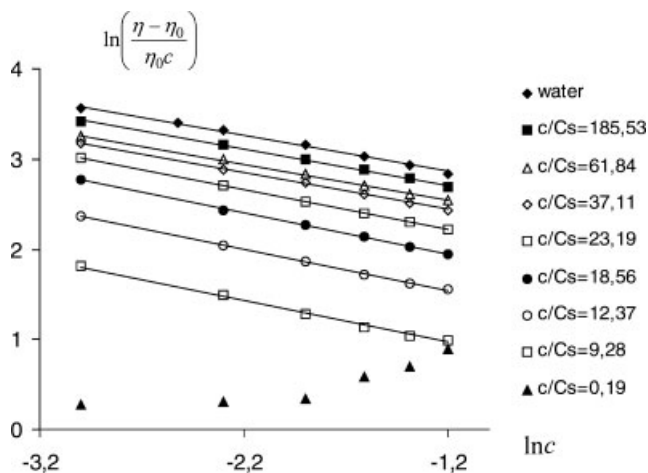 ln((η − η₀)/(η₀c))
4
3
2
1
0
-3,2
-2,2
-1,2
lnc
water
c/Cs=185,53
c/Cs=61,84
c/Cs=37,11
c/Cs=23,19
c/Cs=18,56
c/Cs=12,37
c/Cs=9,28
c/Cs=0,19